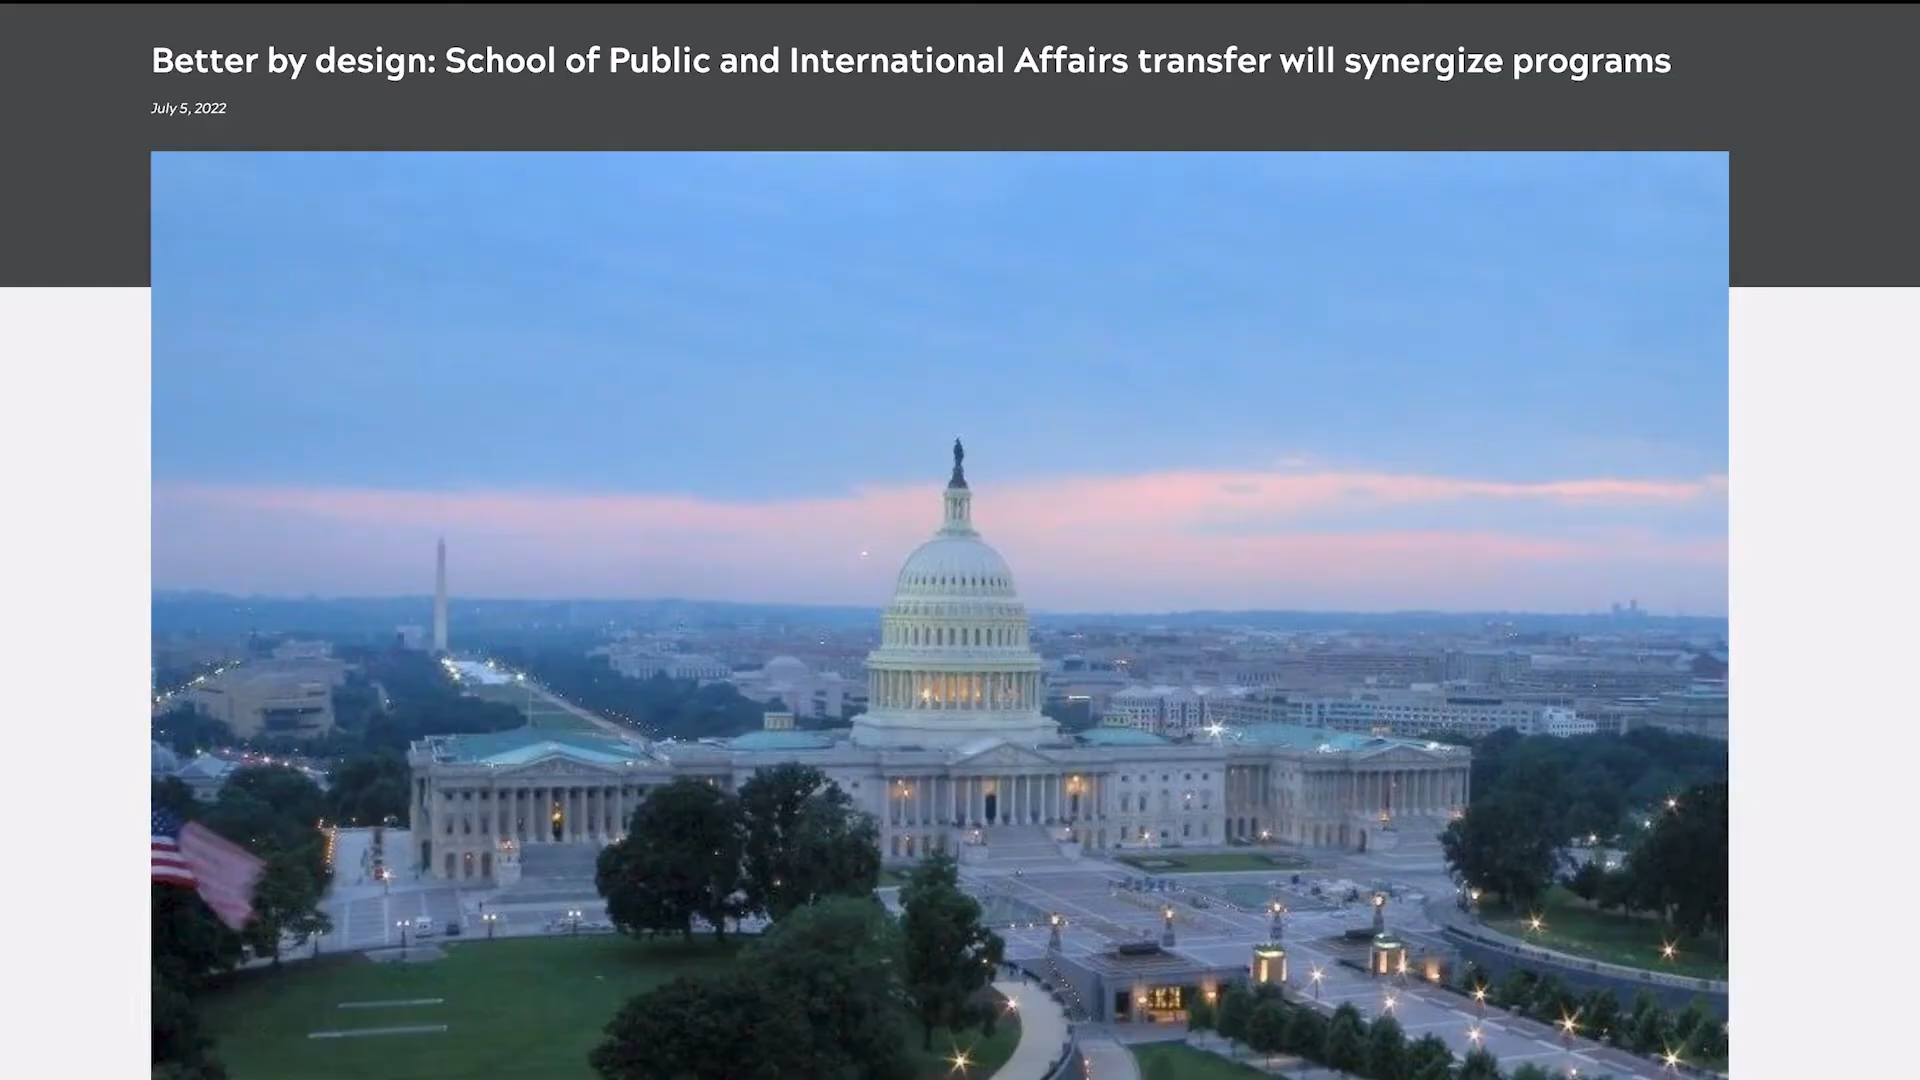 Better by design: School of Public and International Affairs transfer will synergize programs
July 5, 2022